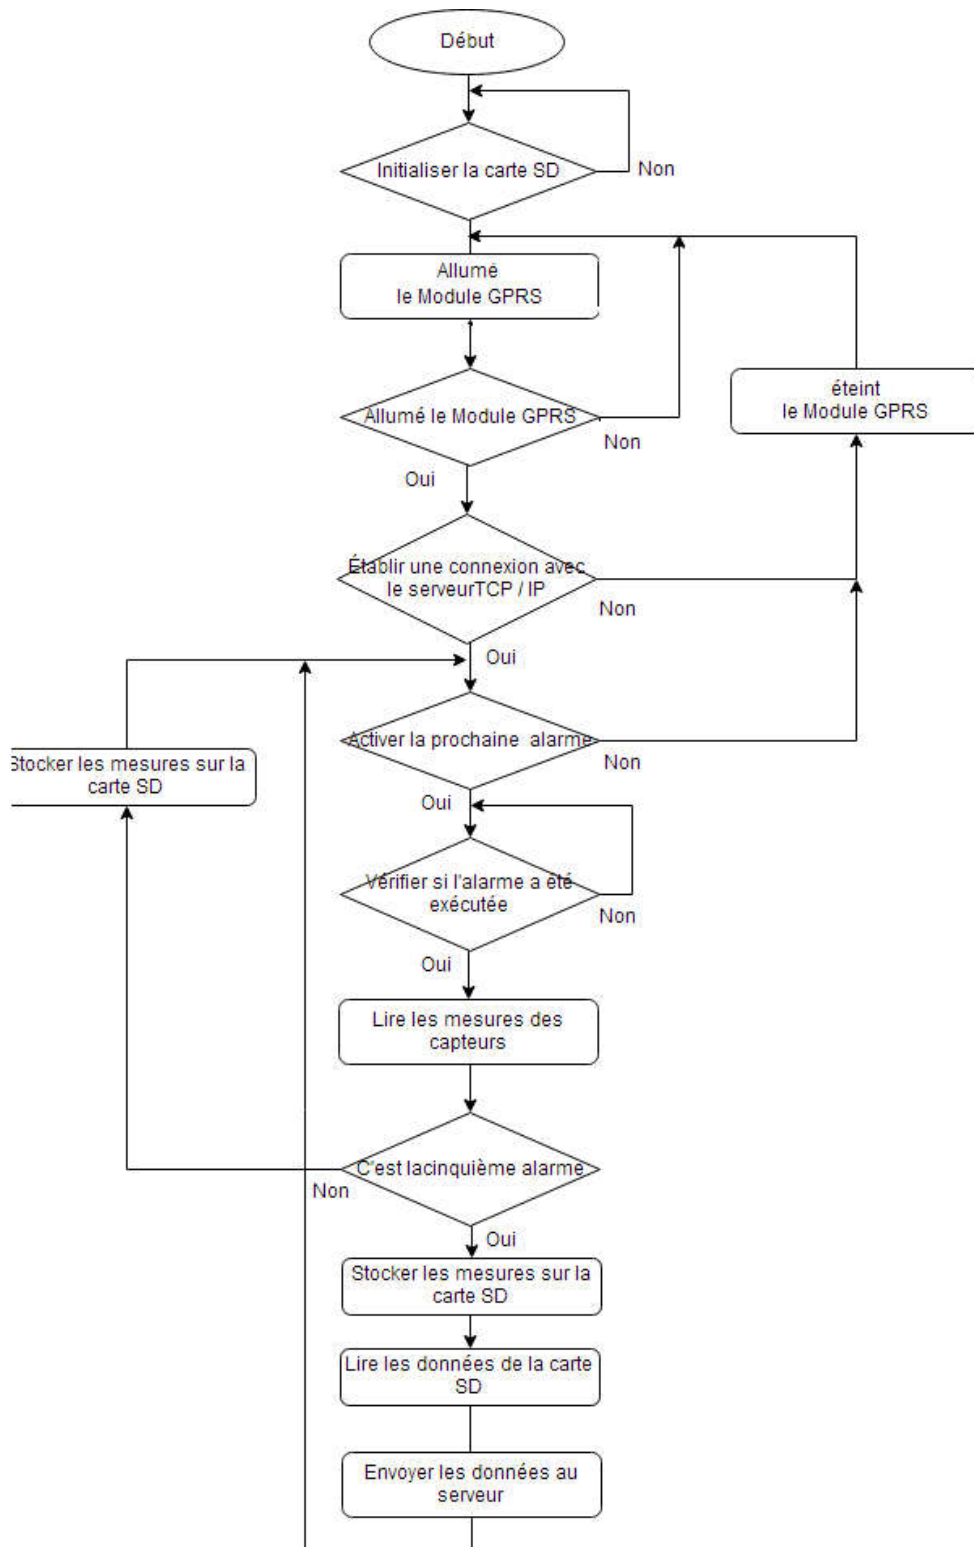 Début
Initialiser la carte SD
Non
Allumé
le Module GPRS
Allumé le Module GPRS
Non
éteint
le Module GPRS
Oui
Établir une connexion avec
le serveurTCP / IP
Non
Oui
Activer la prochaine alarme
Non
Stocker les mesures sur la
carte SD
Oui
Vérifier si l'alarme a été
exécutée
Non
Oui
Lire les mesures des
capteurs
C'est lacinquième alarme
Non
Oui
Stocker les mesures sur la
carte SD
Lire les données de la carte
SD
Envoyer les données au
serveur